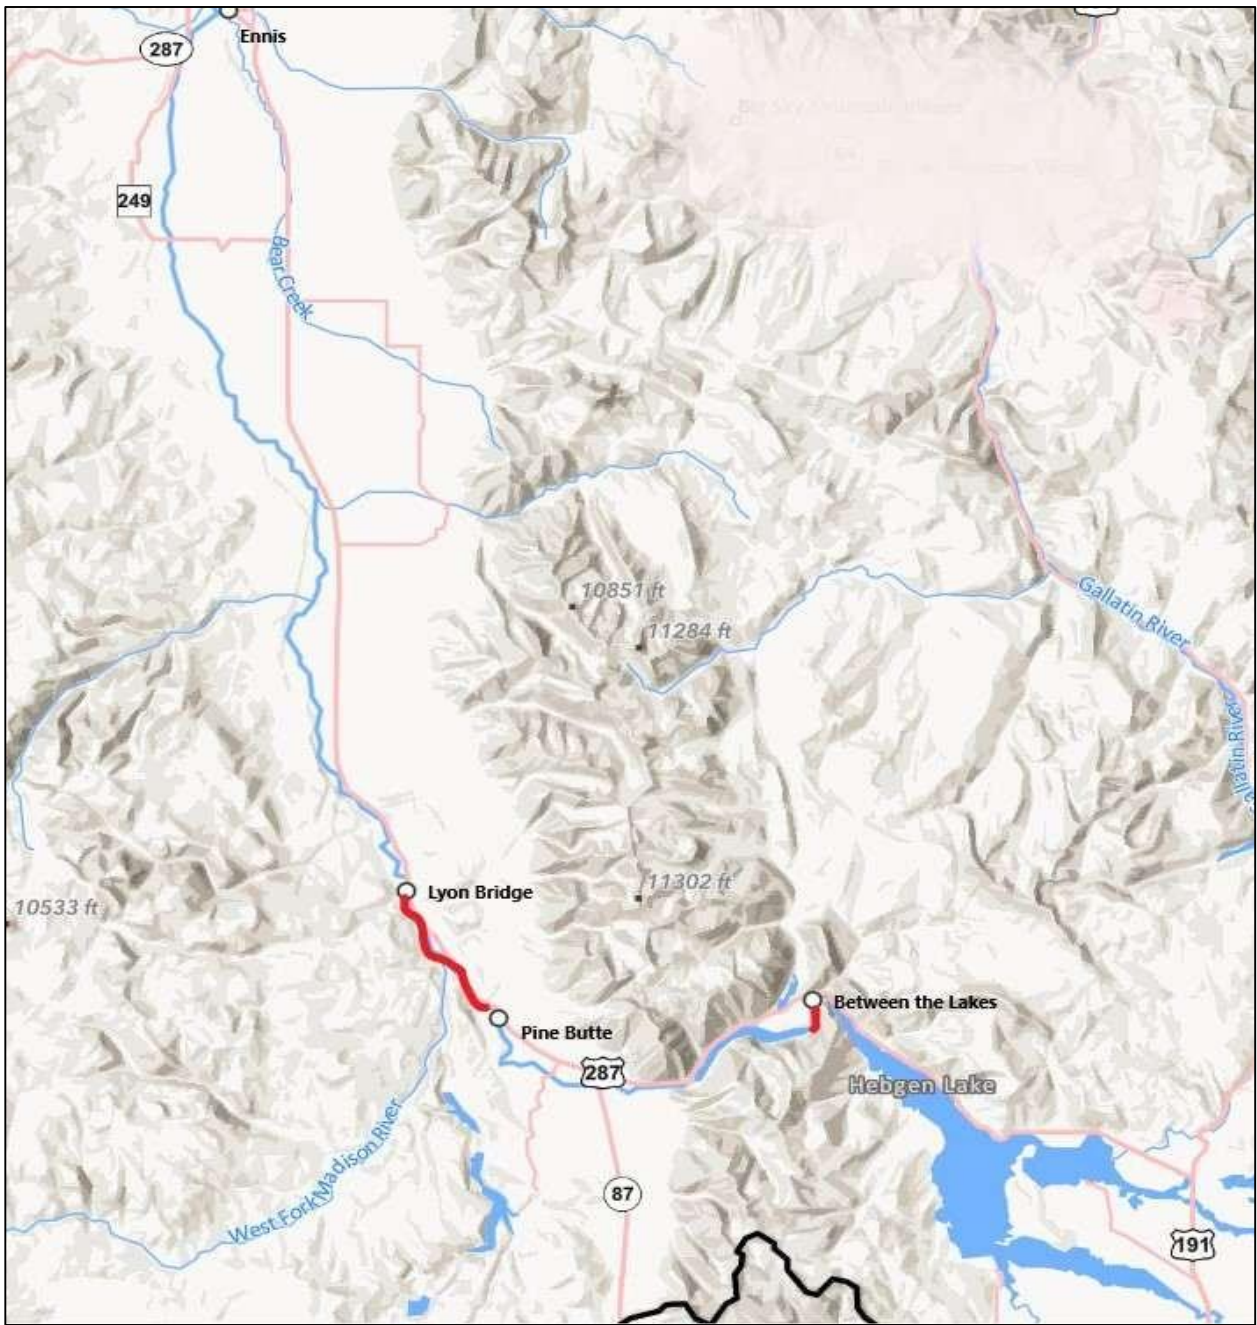 Ennis
287
249
Bear Creek
10851 ft
11284 ft
Gallatin River
llatin River
11302 ft
Lyon Bridge
10533 ft
Between the Lakes
Pine Butte
287
Hebgen Lake
West Fork Madison River
87
191